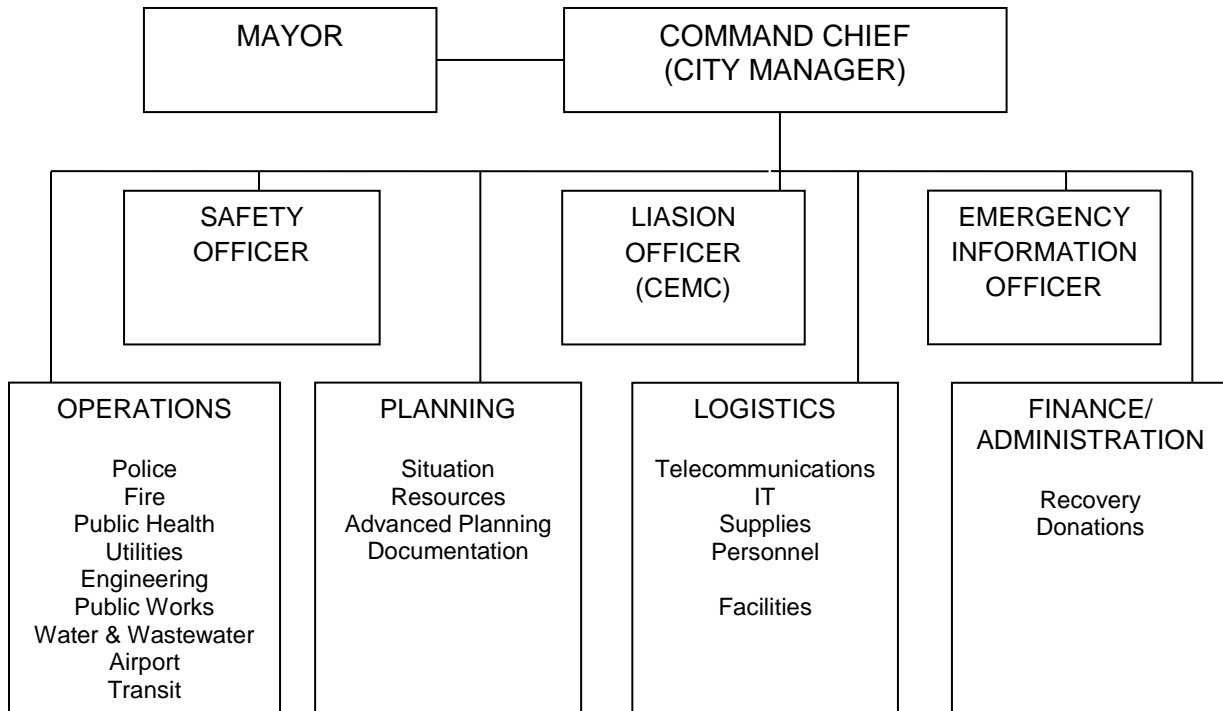 MAYOR
COMMAND CHIEF
(CITY MANAGER)
SAFETY
OFFICER
LIASION
OFFICER
(CEMC)
EMERGENCY
INFORMATION
OFFICER
OPERATIONS
Police
Fire
Public Health
Utilities
Engineering
Public Works
Water & Wastewater
Airport
Transit
PLANNING
Situation
Resources
Advanced Planning
Documentation
LOGISTICS
Telecommunications
IT
Supplies
Personnel
Facilities
FINANCE/
ADMINISTRATION
Recovery
Donations